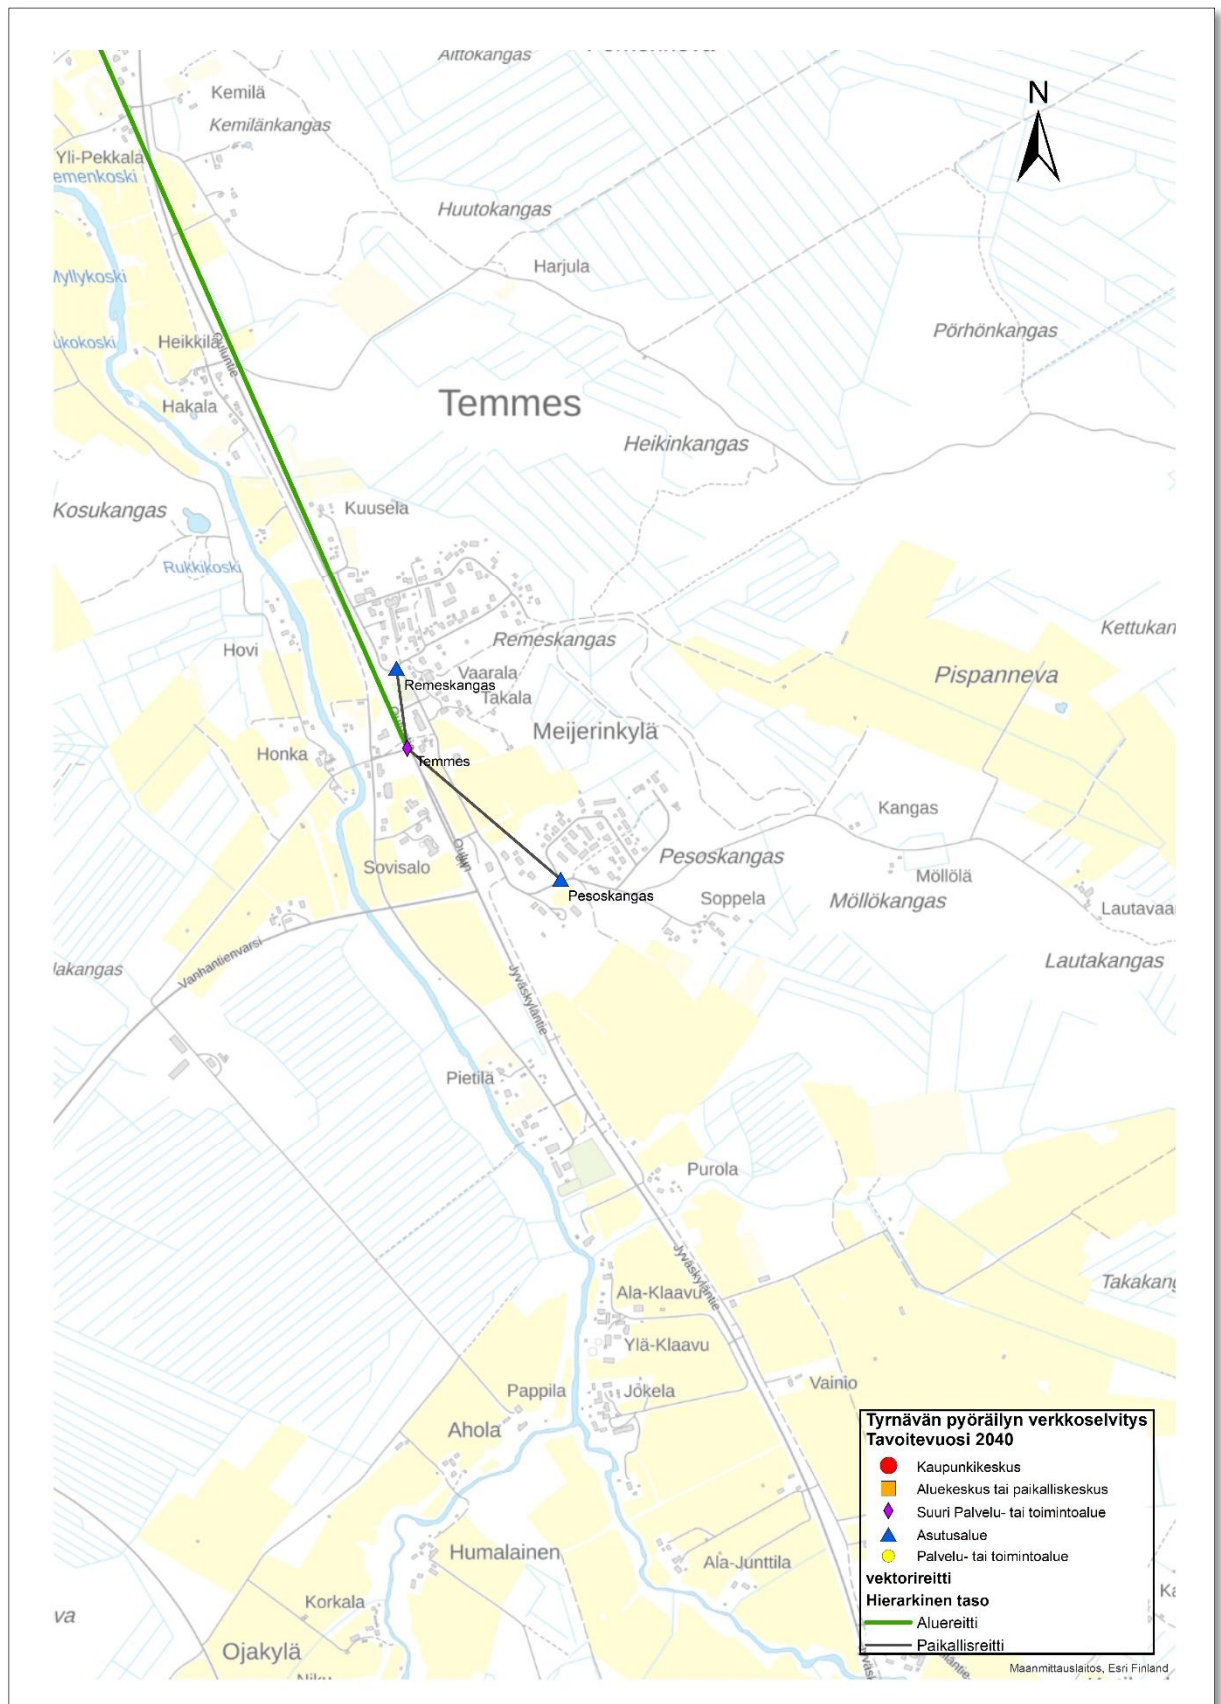 Alttokangas
N
Kemilä
Kemilänkangas
Yli-Pekkala
emenkoski
Huutokangas
Harjula
Myllykoski
Pörhönkangas
ukokoski
Heikkilä
Ouluntie
Temmes
Hakala
Heikinkangas
Kosukangas
Kuusela
Rukkikoski
Kettukan
Remeskangas
Hovi
Vaarala
Pispanneva
Remeskangas
Takala
Meijerinkylä
Honka
Temmes
Kangas
Pesoskangas
Sovisalo
Möllölä
Pesoskangas
Soppela
Möllökangas
Lautavaa
Vanhantienvarsi
lakangas
Lautakangas
Jyväskyläntie
Pietilä
Purola
Jyväskyläntie
Takakang
Ala-Klaavu
Ylä-Klaavu
Vainio
Pappila
Jokela
Ahola
Humalainen
Ala-Junttila
Korkala
va
Ojakylä
Tyrnävän pyöräilyn verkkoselvitys
Tavoitevuosi 2040
Kaupunkikeskus
Aluekeskus tai paikalliskeskus
Suuri Palvelu- tai toimintoalue
Asutusalue
Palvelu- tai toimintoalue
vektorireitti
Hierarkinen taso
Aluereitti
Paikallisreitti
Ka
Maanmittauslaitos, Esri Finland